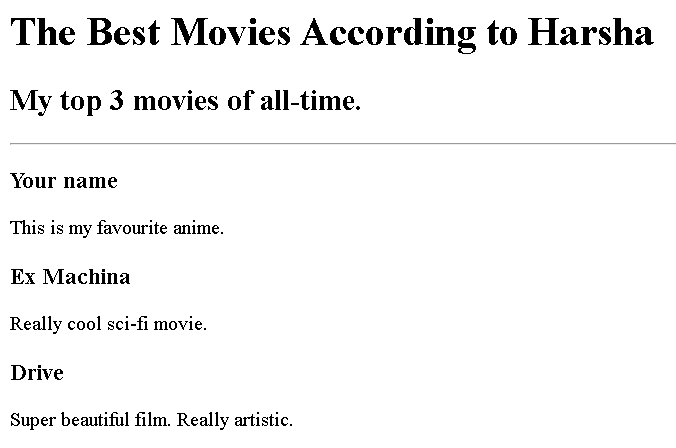 The Best Movies According to Harsha
My top 3 movies of all-time.
Your name
This is my favourite anime.
Ex Machina
Really cool sci-fi movie.
Drive
Super beautiful film. Really artistic.